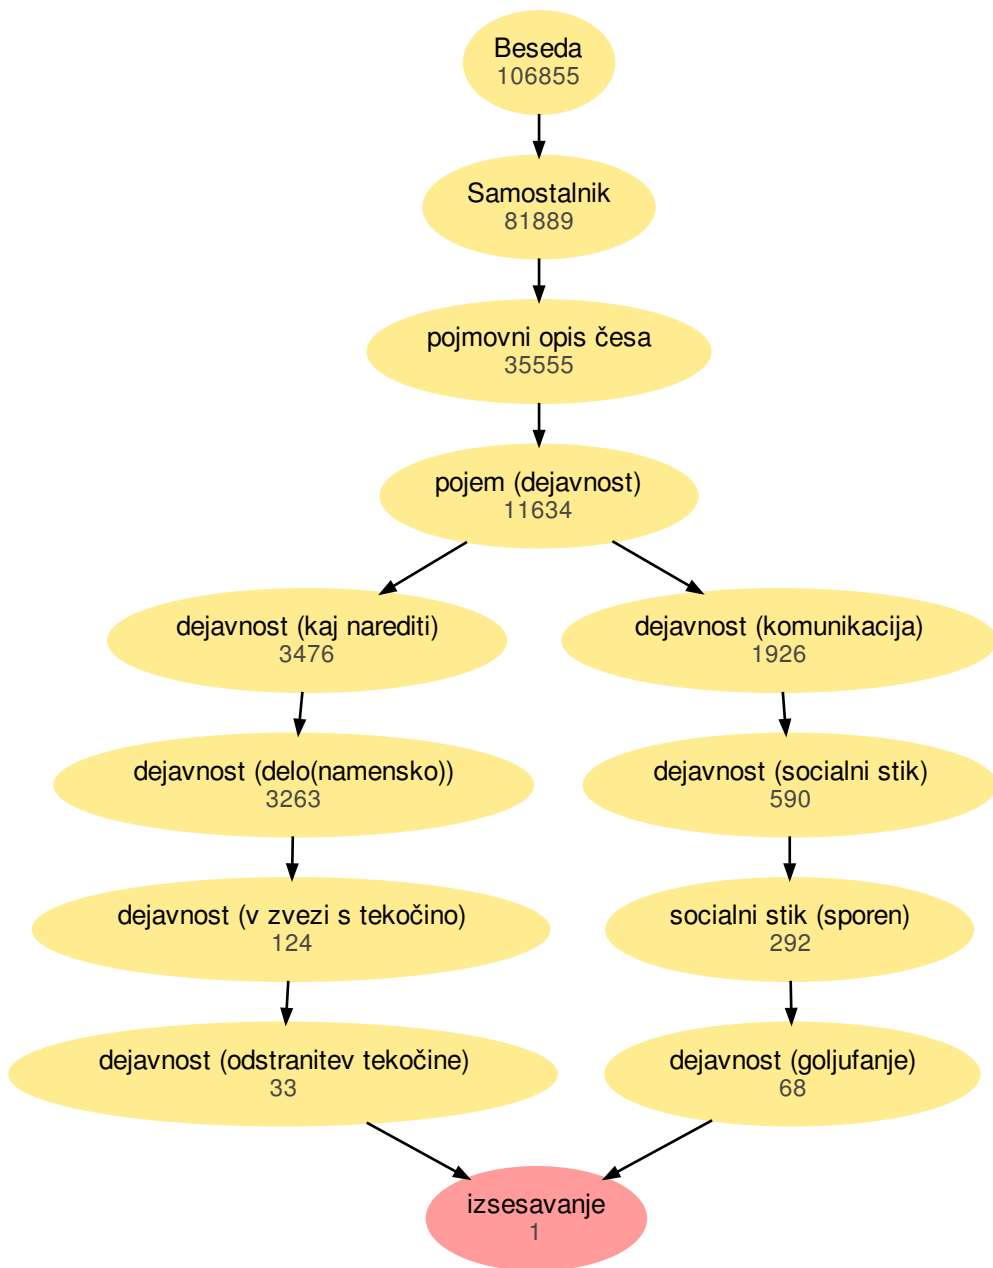 Beseda
106855
Samostalnik
81889
pojmovni opis česa
35555
pojem (dejavnost)
11634
dejavnost (kaj narediti)
3476
dejavnost (komunikacija)
1926
dejavnost (delo(namensko))
3263
dejavnost (socialni stik)
590
dejavnost (v zvezi s tekočino)
124
socialni stik (sporen)
292
dejavnost (odstranitev tekočine)
33
dejavnost (goljufanje)
68
izsesavanje
1